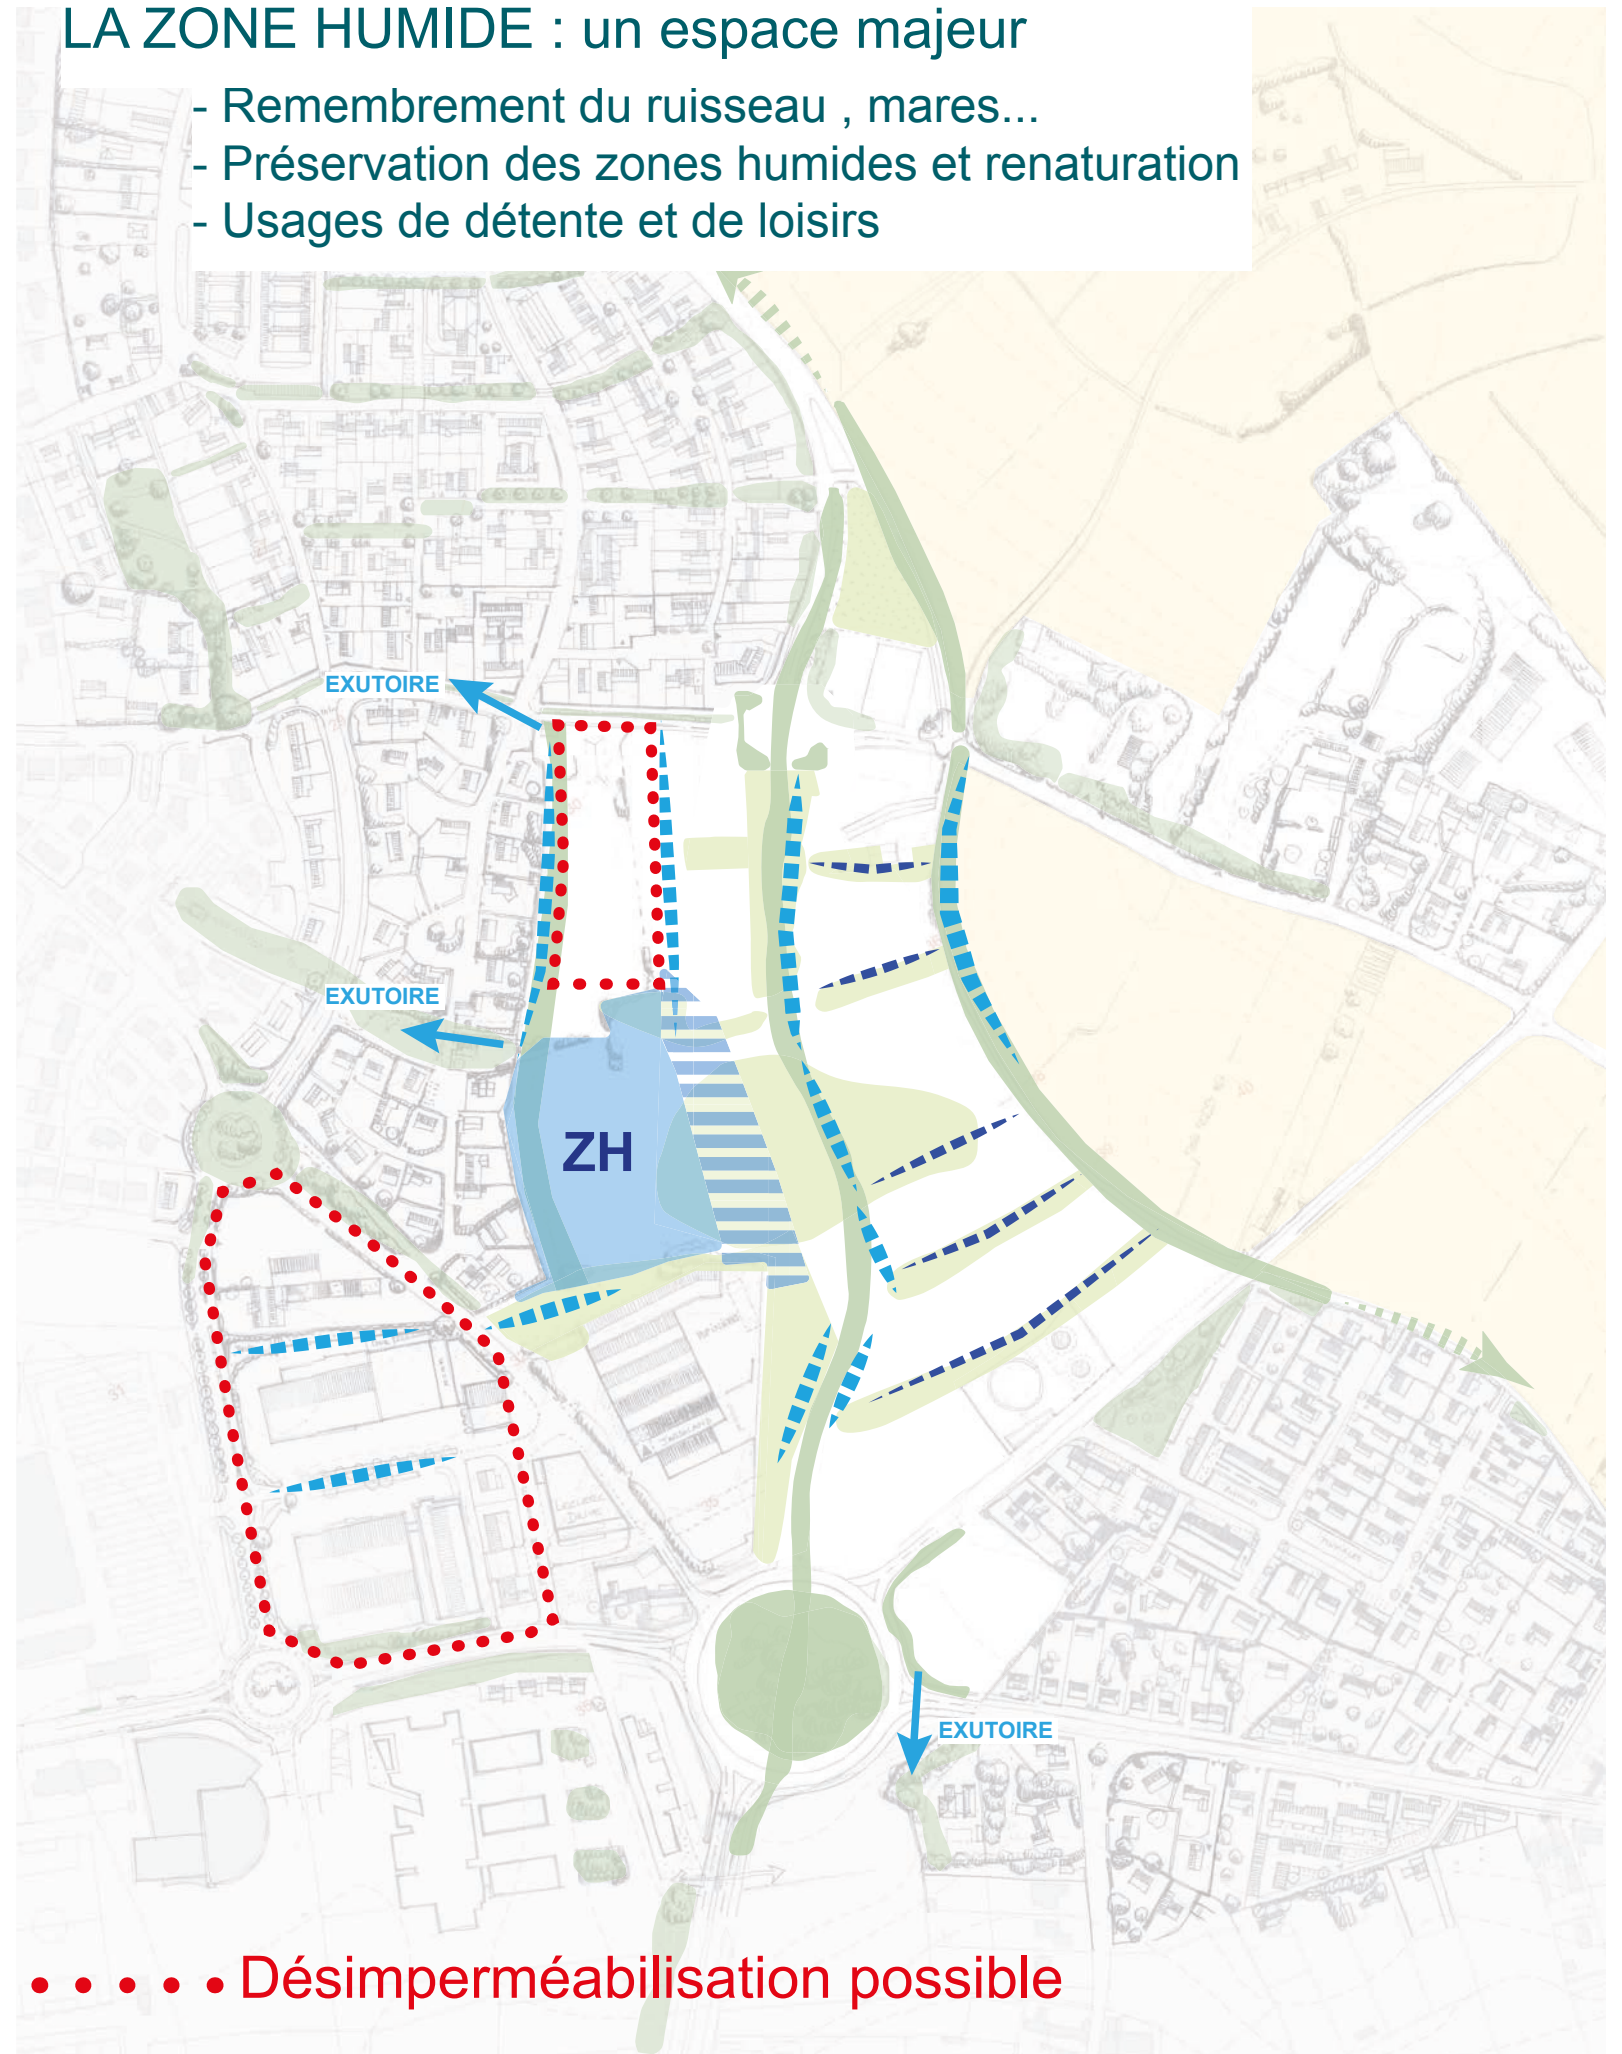 LA ZONE HUMIDE : un espace majeur
- Remembrement du ruisseau , mares...
- Préservation des zones humides et renaturation
- Usages de détente et de loisirs
EXUTOIRE
EXUTOIRE
ZH
EXUTOIRE
Désimperméabilisation possible